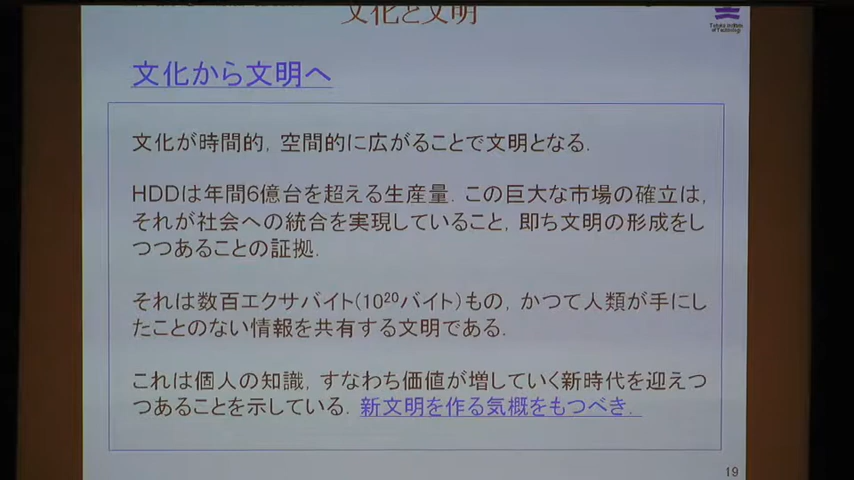 文化と文明
文化から文明へ
文化が時間的，空間的に広がることで文明となる．
HDDは年間6億台を超える生産量．この巨大な市場の確立は，
それが社会への統合を実現していること，即ち文明の形成をし
つつあることの証拠．
それは数百エクサバイト(10²⁰バイト)もの，かつて人類が手にし
たことのない情報を共有する文明である．
これは個人の知識，すなわち価値が増していく新時代を迎えつ
つあることを示している．新文明を作る気概をもつべき．
19